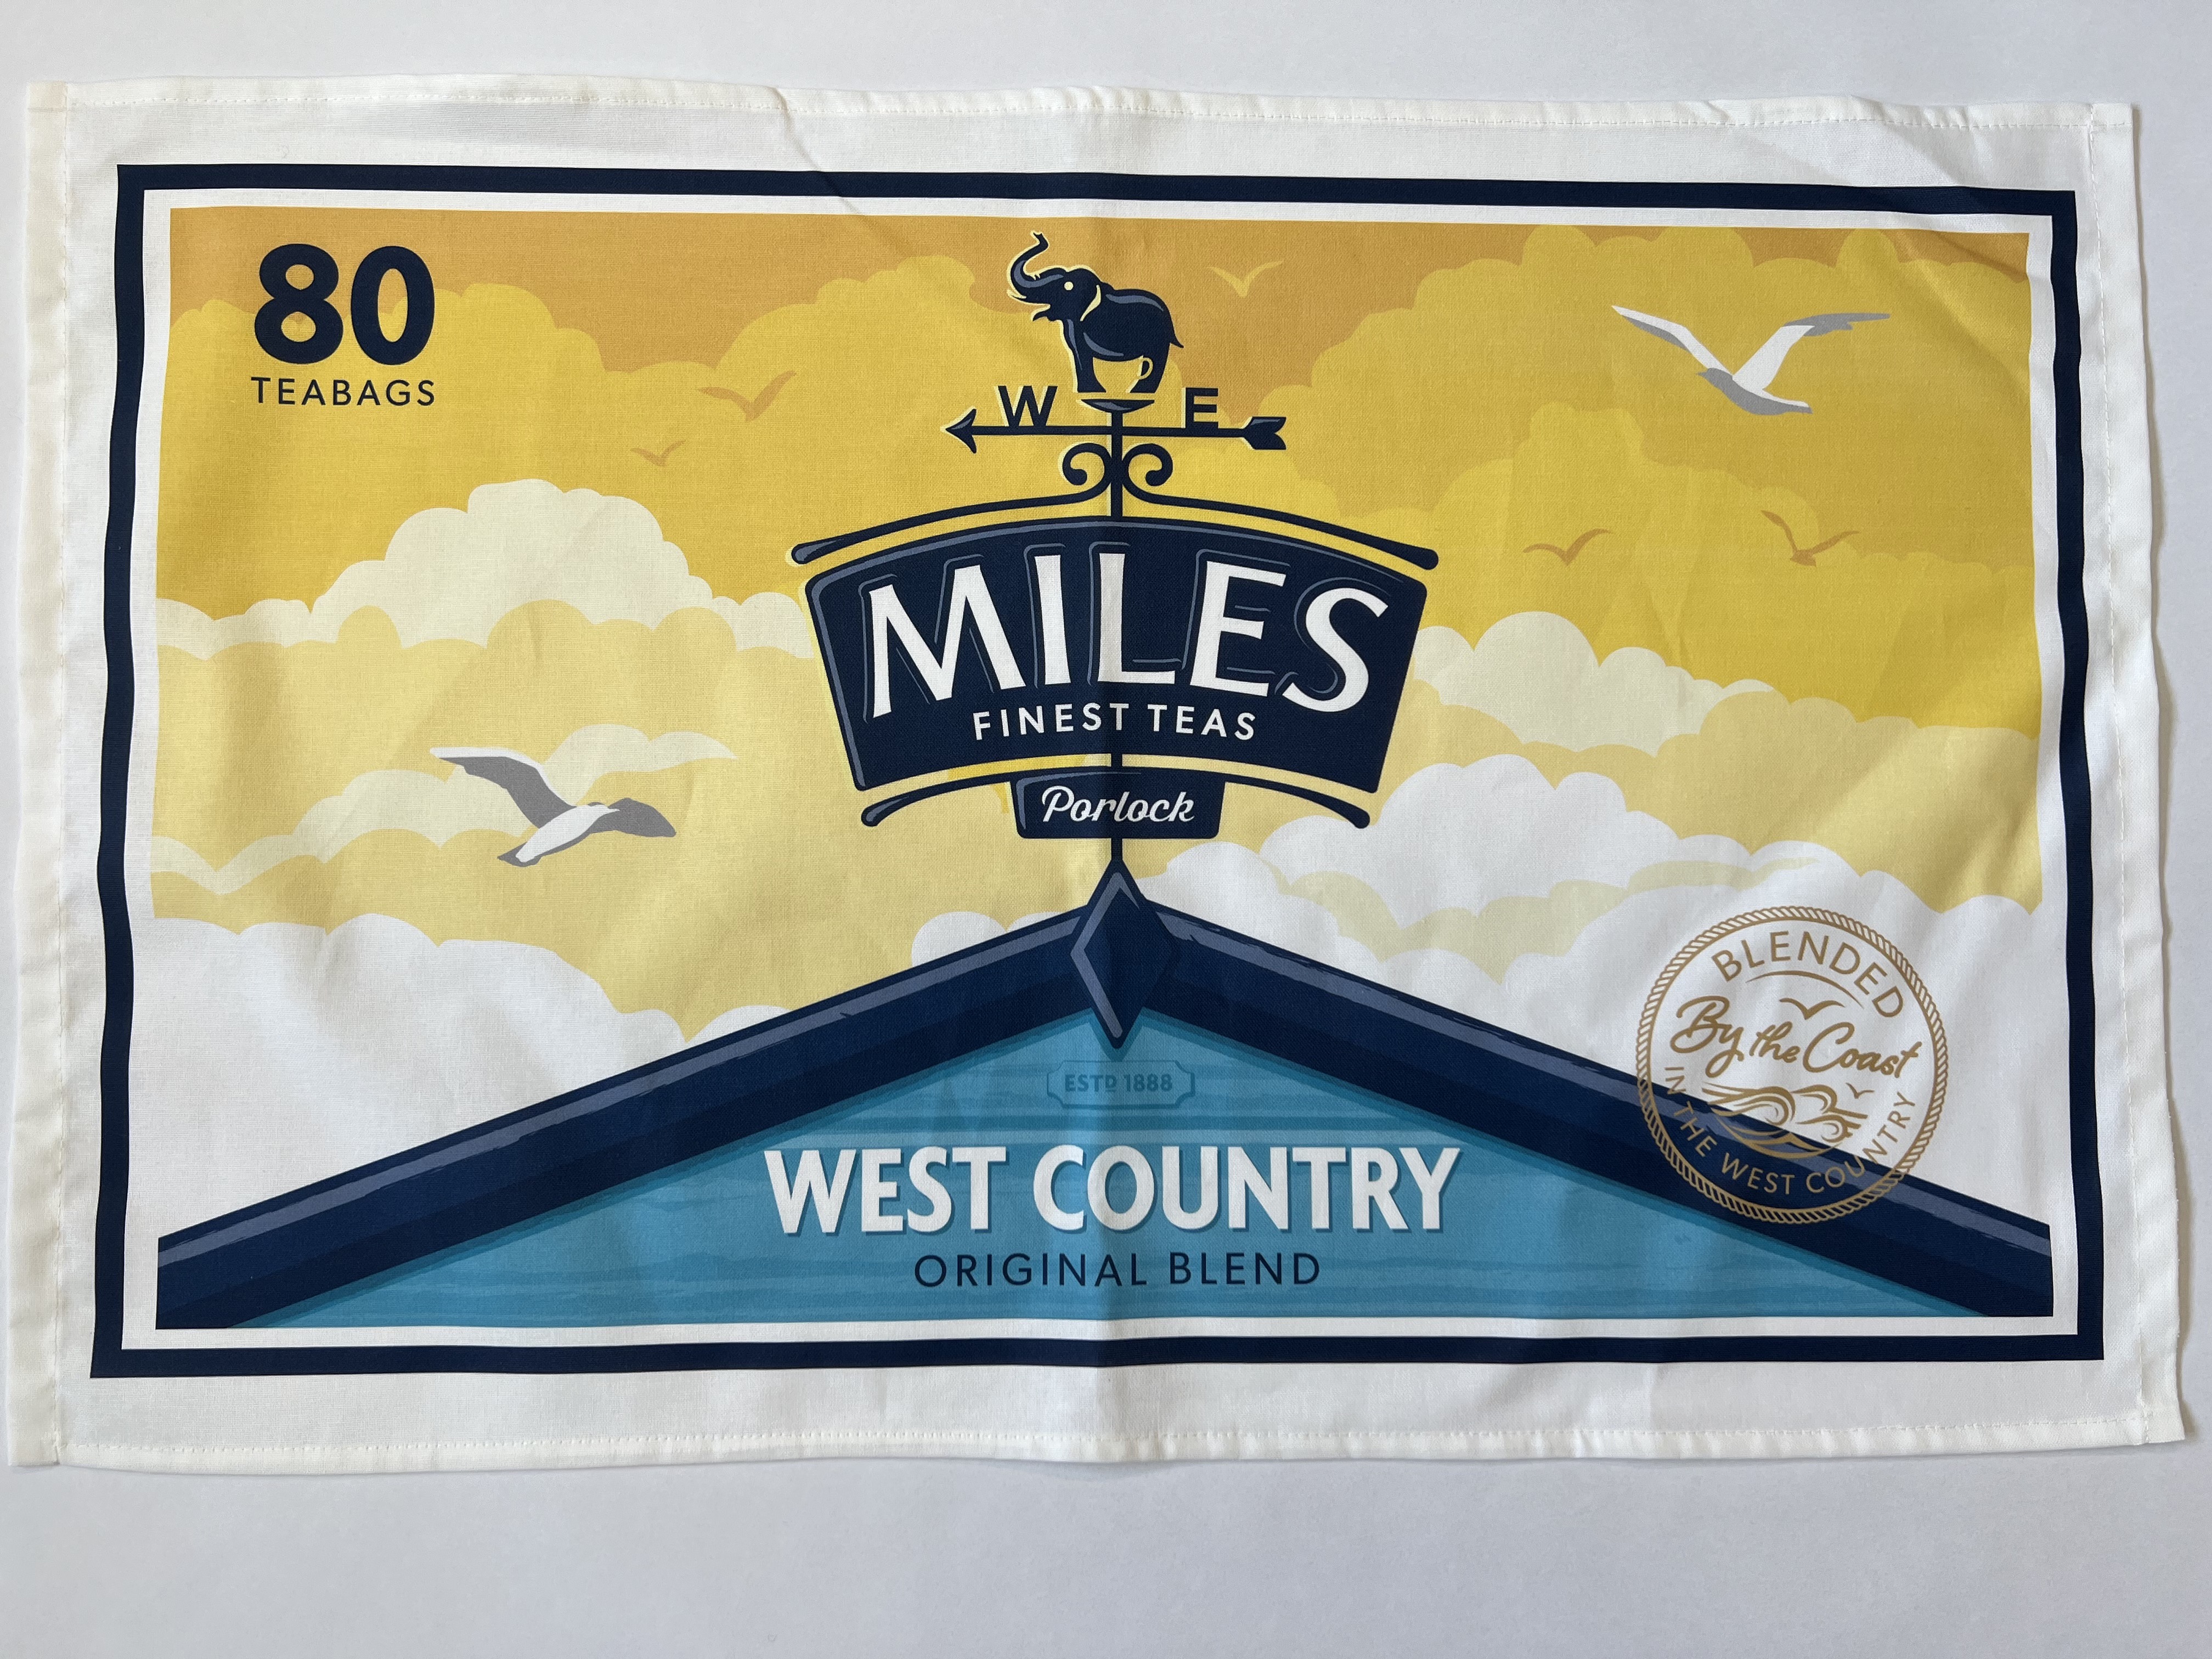 80
TEABAGS
W E
MILES
FINEST TEAS
Porlock
ESTD 1888
WEST COUNTRY
ORIGINAL BLEND
BLENDED
By the Coast
IN THE WEST COUNTRY